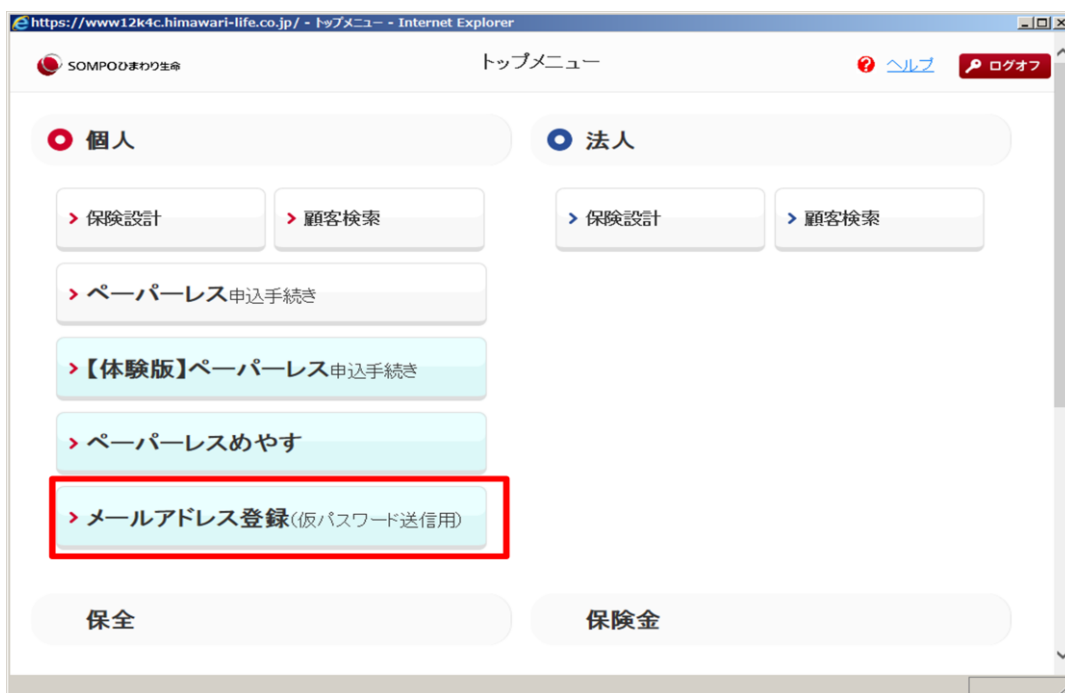 https://www12k4c.himawari-life.co.jp/ - トップメニュー - Internet Explorer
SOMPOひまわり生命
トップメニュー
ヘルプ
ログオフ
個人
法人
保険設計
顧客検索
保険設計
顧客検索
ペーパーレス申込手続き
【体験版】ペーパーレス申込手続き
ペーパーレスめやす
メールアドレス登録(仮パスワード送信用)
保全
保険金